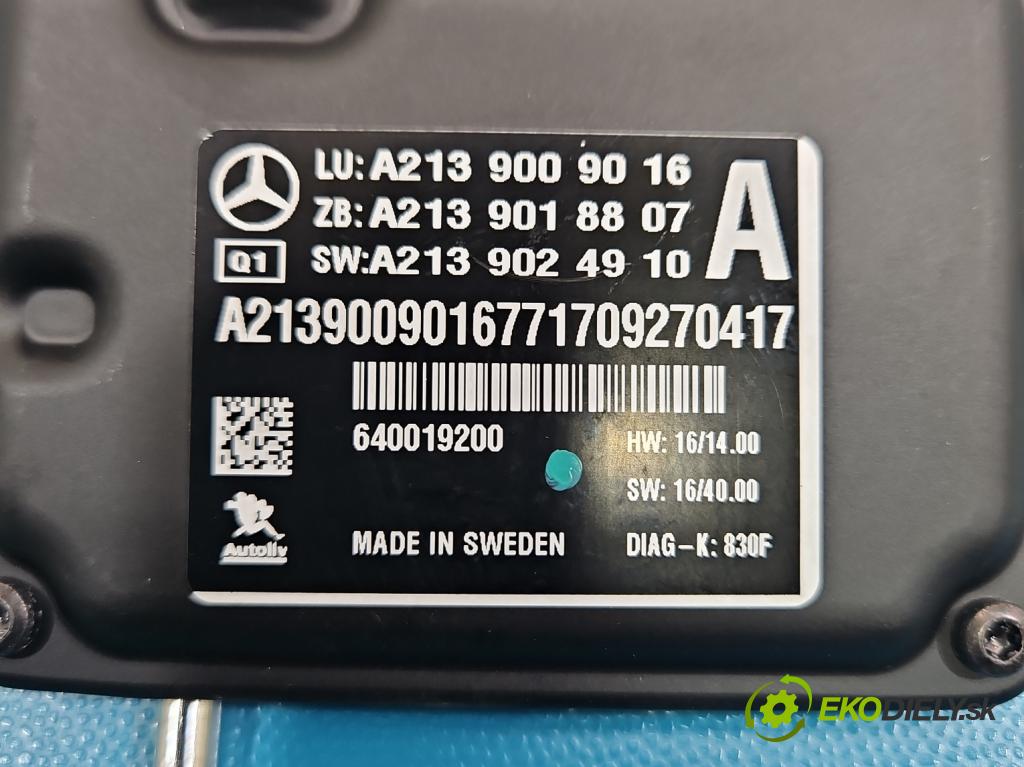 LU: A213 900 90 16
ZB: A213 901 88 07
A
Q1
SW: A213 902 49 10
A2139009016771709270417
640019200
HW: 16/14.00
SW: 16/40.00
Autoliv
MADE IN SWEDEN
DIAG-K: 830F
EKODIELY.SK